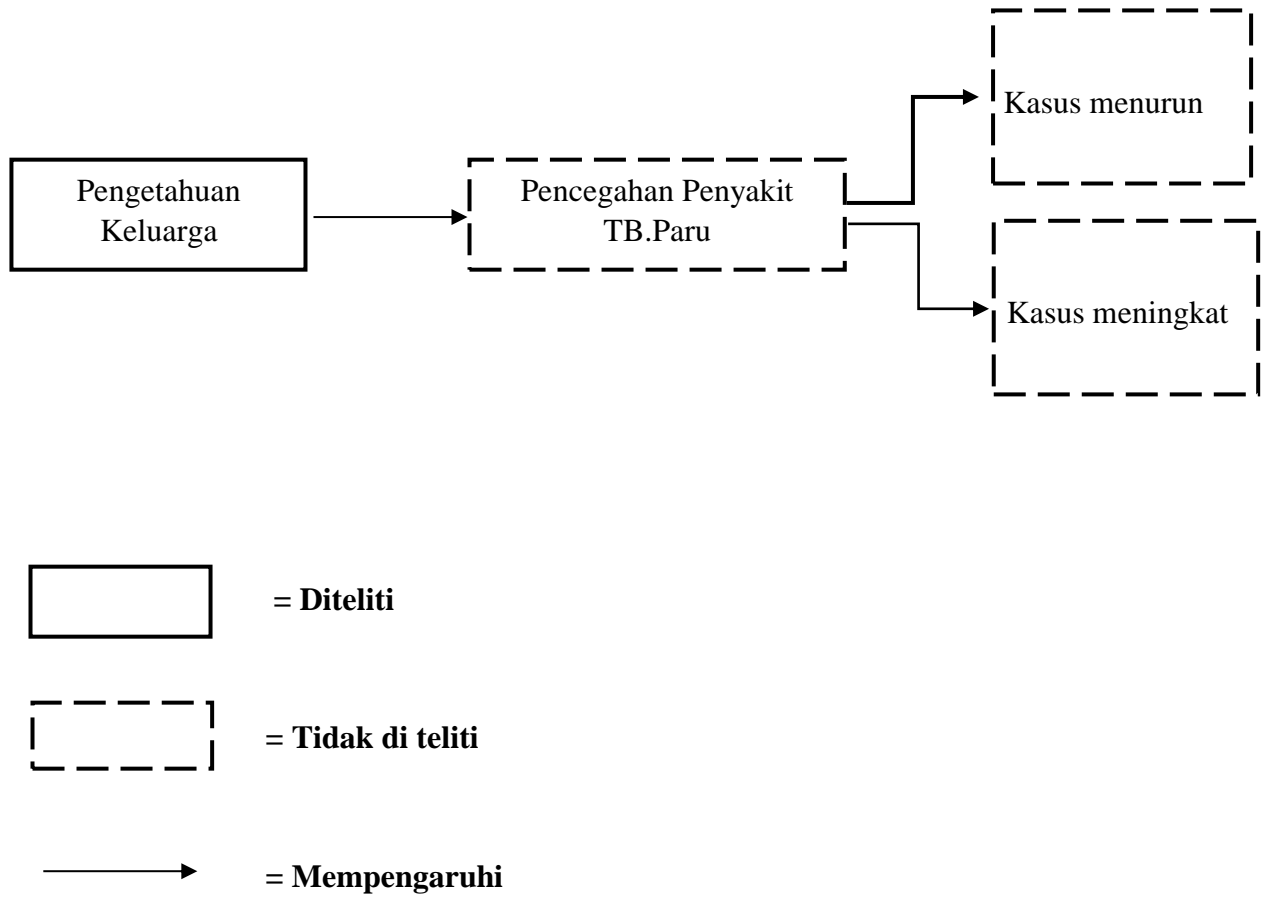 Kasus menurun
Pengetahuan
Keluarga
Pencegahan Penyakit
TB.Paru
Kasus meningkat
= Diteliti
= Tidak di teliti
= Mempengaruhi